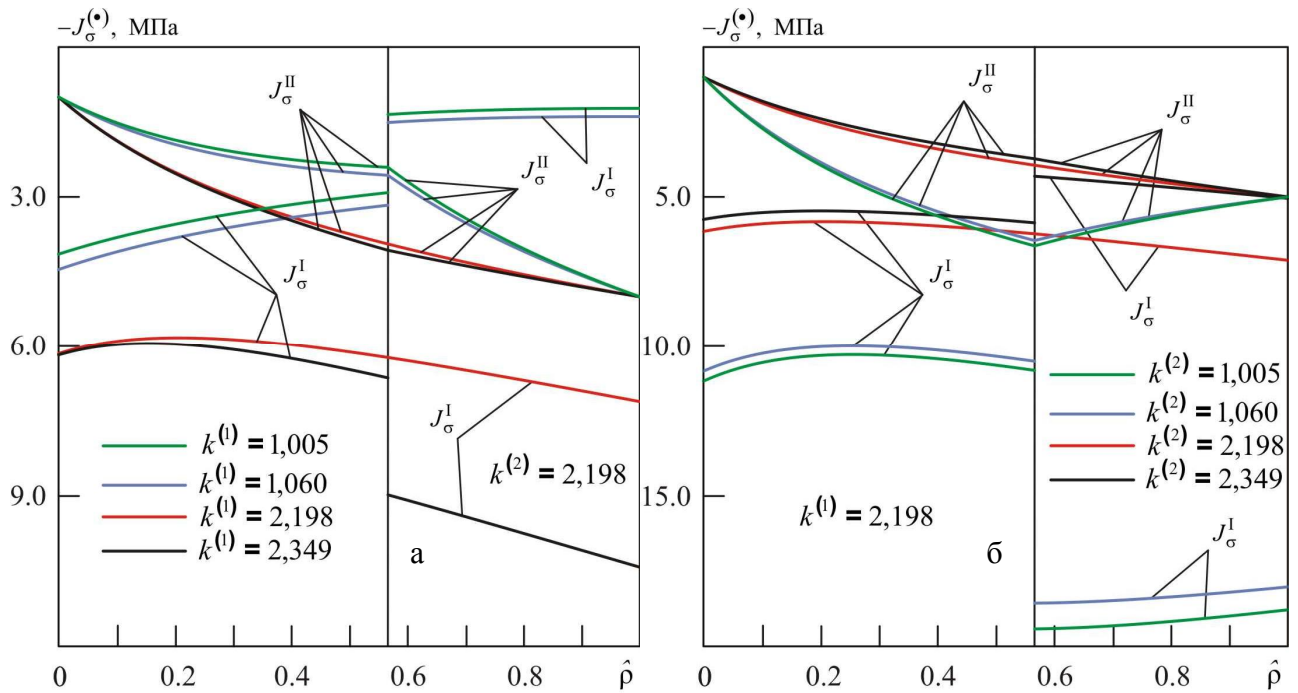 –J_σ^(•), МПа
J_σ^II
J_σ^I
J_σ^II
3.0
J_σ^I
6.0
J_σ^I
k^(1) = 1,005
k^(1) = 1,060
k^(1) = 2,198
k^(1) = 2,349
k^(2) = 2,198
9.0
а
0 0.2 0.4 0.6 0.8 ρ̂
–J_σ^(•), МПа
J_σ^II
J_σ^II
5.0
J_σ^I
J_σ^I
10.0
k^(2) = 1,005
k^(2) = 1,060
k^(2) = 2,198
k^(2) = 2,349
15.0
k^(1) = 2,198
J_σ^I
б
0 0.2 0.4 0.6 0.8 ρ̂